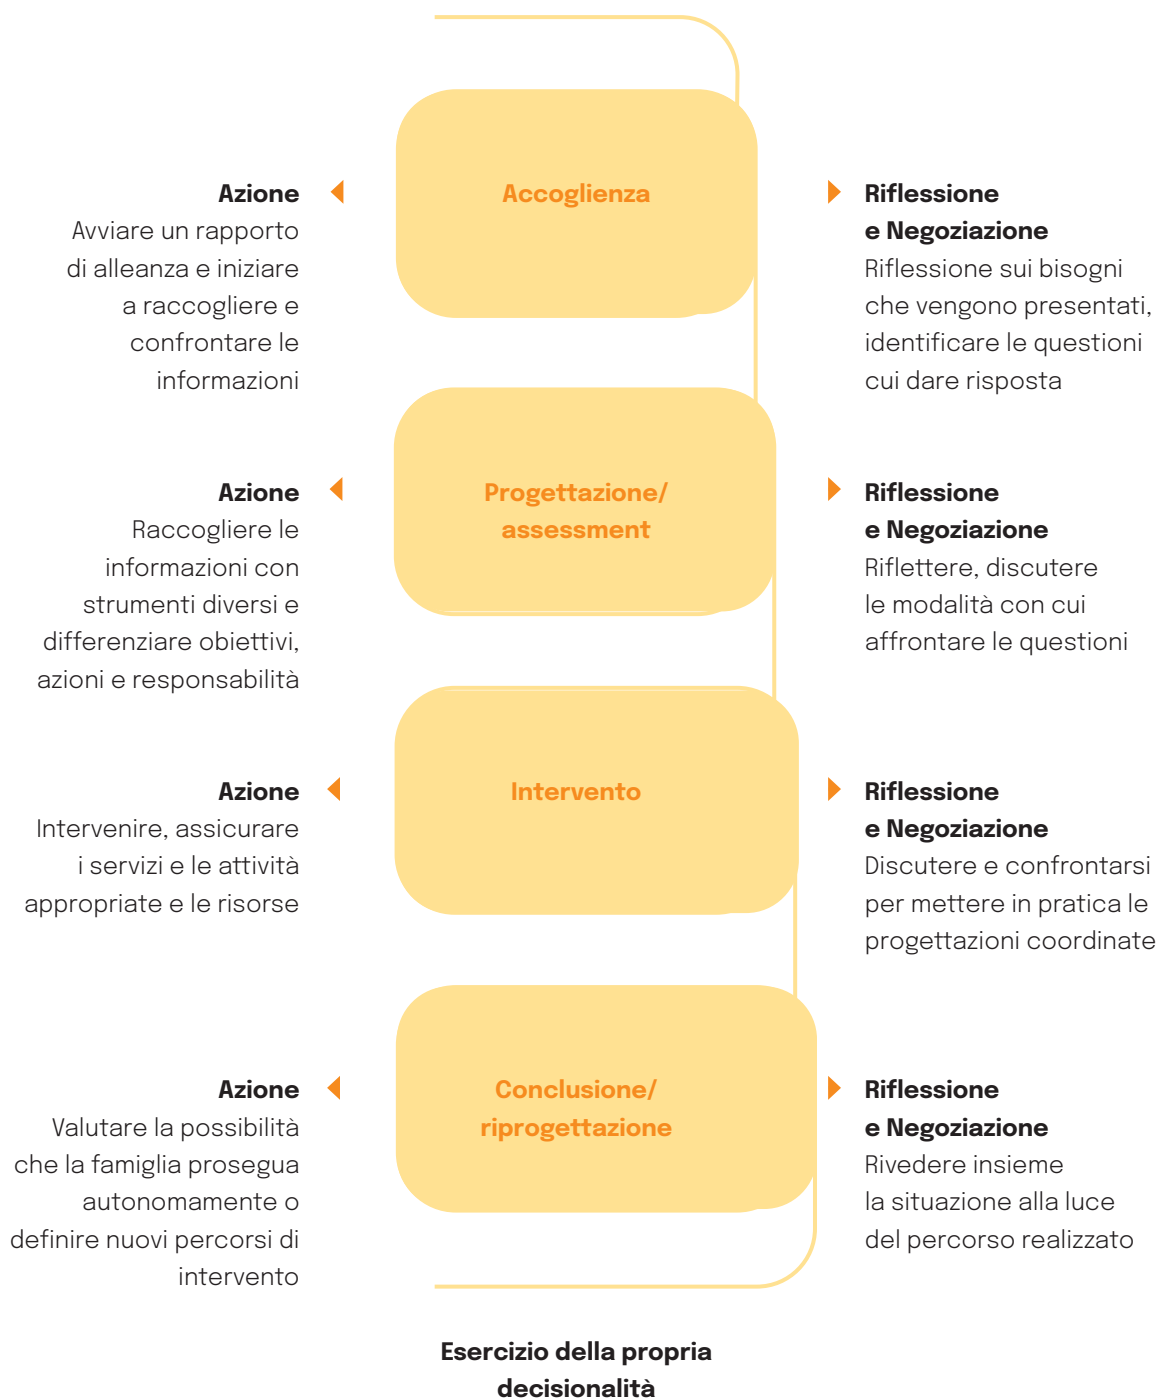 Accoglienza
Azione
Avviare un rapporto
di alleanza e iniziare
a raccogliere e
confrontare le
informazioni
Riflessione
e Negoziazione
Riflessione sui bisogni
che vengono presentati,
identificare le questioni
cui dare risposta
Progettazione/
assessment
Azione
Raccogliere le
informazioni con
strumenti diversi e
differenziare obiettivi,
azioni e responsabilità
Riflessione
e Negoziazione
Riflettere, discutere
le modalità con cui
affrontare le questioni
Intervento
Azione
Intervenire, assicurare
i servizi e le attività
appropriate e le risorse
Riflessione
e Negoziazione
Discutere e confrontarsi
per mettere in pratica le
progettazioni coordinate
Conclusione/
riprogettazione
Azione
Valutare la possibilità
che la famiglia prosegua
autonomamente o
definire nuovi percorsi di
intervento
Riflessione
e Negoziazione
Rivedere insieme
la situazione alla luce
del percorso realizzato
Esercizio della propria
decisionalità